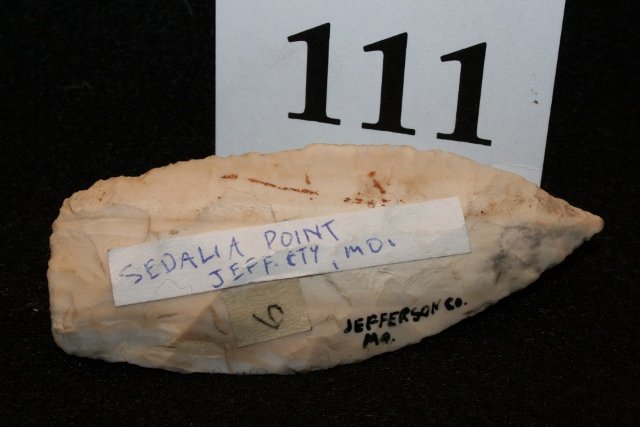 111
SEDALIA POINT
JEFF. CTY, MO.
JEFFERSON CO.
MO.